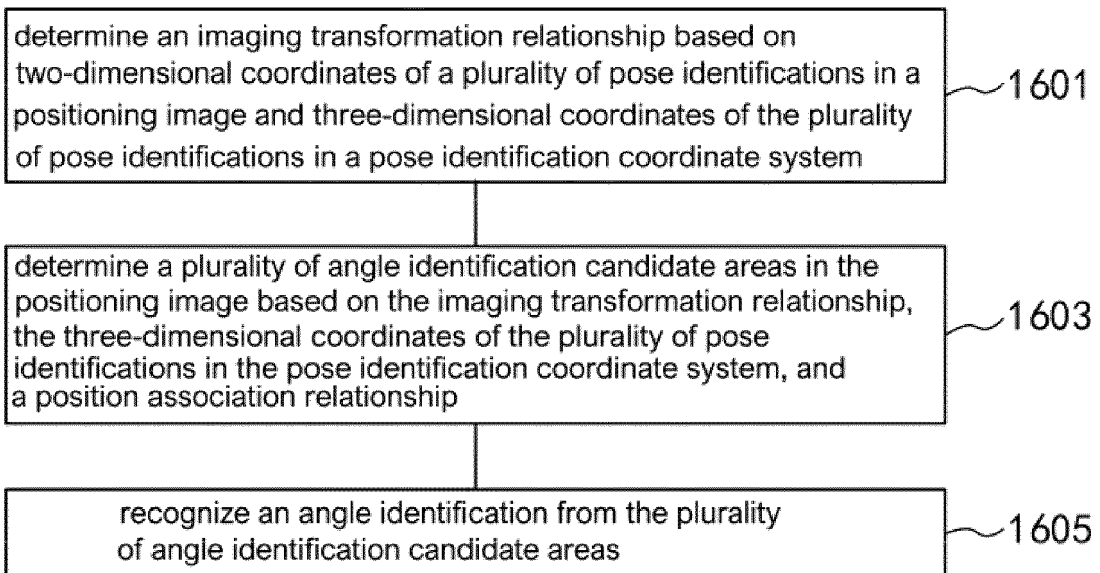 determine an imaging transformation relationship based on
two-dimensional coordinates of a plurality of pose identifications in a
positioning image and three-dimensional coordinates of the plurality
of pose identifications in a pose identification coordinate system
1601
determine a plurality of angle identification candidate areas in the
positioning image based on the imaging transformation relationship,
the three-dimensional coordinates of the plurality of pose
identifications in the pose identification coordinate system, and
a position association relationship
1603
recognize an angle identification from the plurality
of angle identification candidate areas
1605